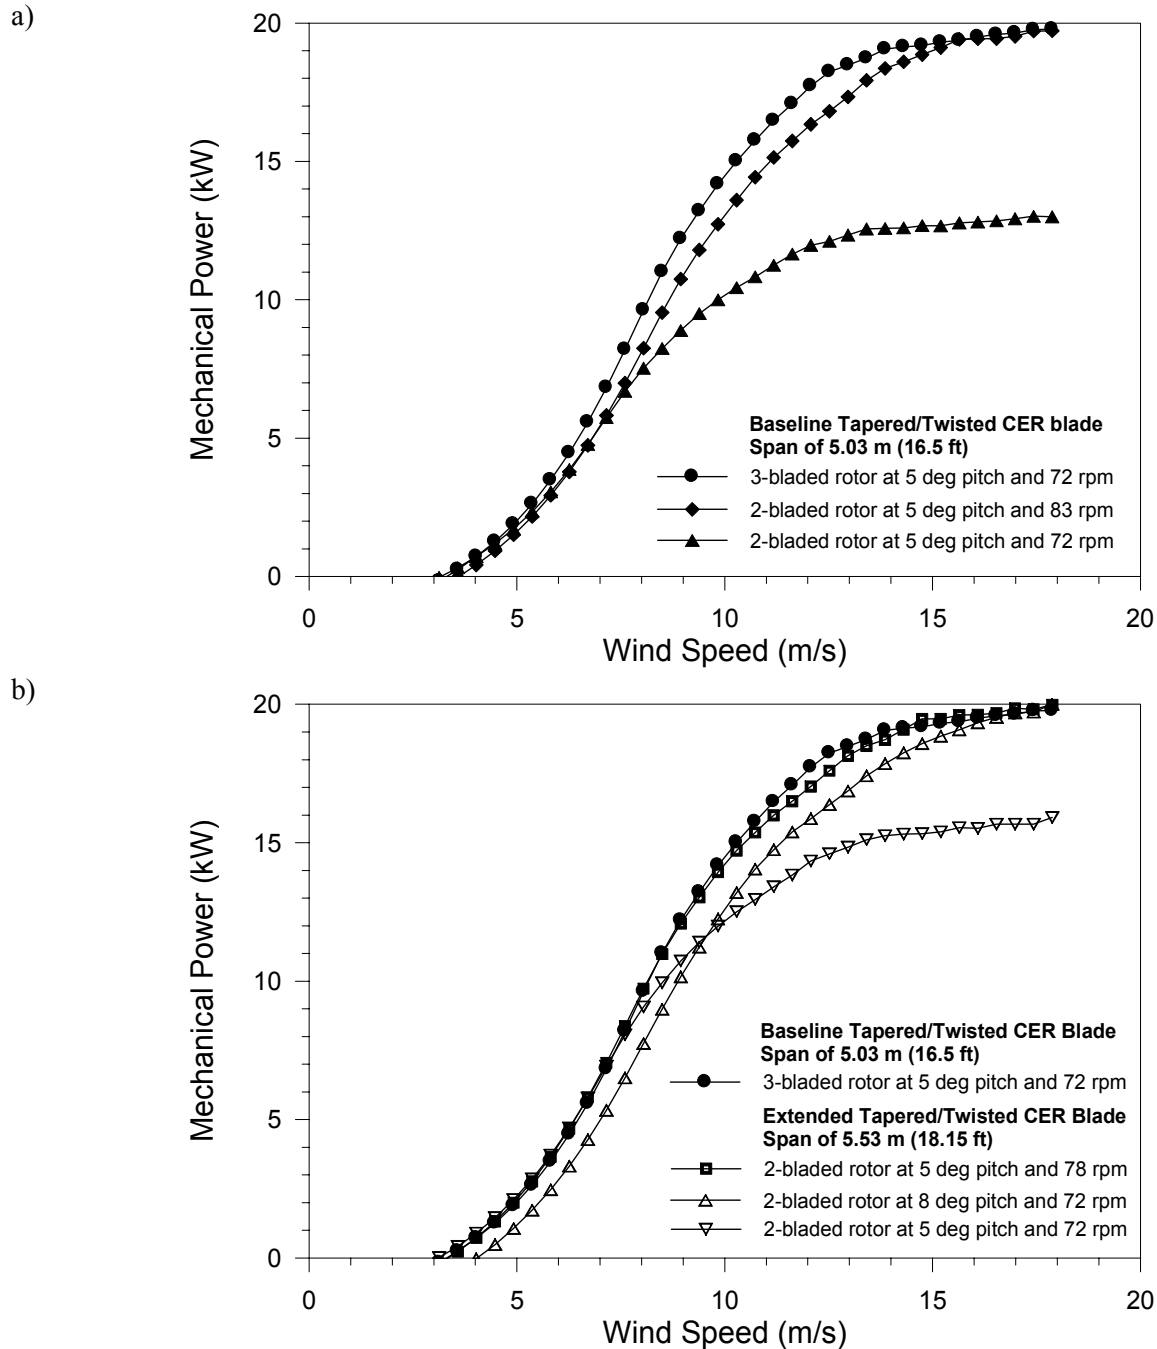 a)
20
15
10
5
0
Mechanical Power (kW)
Baseline Tapered/Twisted CER blade
Span of 5.03 m (16.5 ft)
3-bladed rotor at 5 deg pitch and 72 rpm
2-bladed rotor at 5 deg pitch and 83 rpm
2-bladed rotor at 5 deg pitch and 72 rpm
0 5 10 15 20
Wind Speed (m/s)
b)
20
15
10
5
0
Mechanical Power (kW)
Baseline Tapered/Twisted CER Blade
Span of 5.03 m (16.5 ft)
3-bladed rotor at 5 deg pitch and 72 rpm
Extended Tapered/Twisted CER Blade
Span of 5.53 m (18.15 ft)
2-bladed rotor at 5 deg pitch and 78 rpm
2-bladed rotor at 8 deg pitch and 72 rpm
2-bladed rotor at 5 deg pitch and 72 rpm
0 5 10 15 20
Wind Speed (m/s)